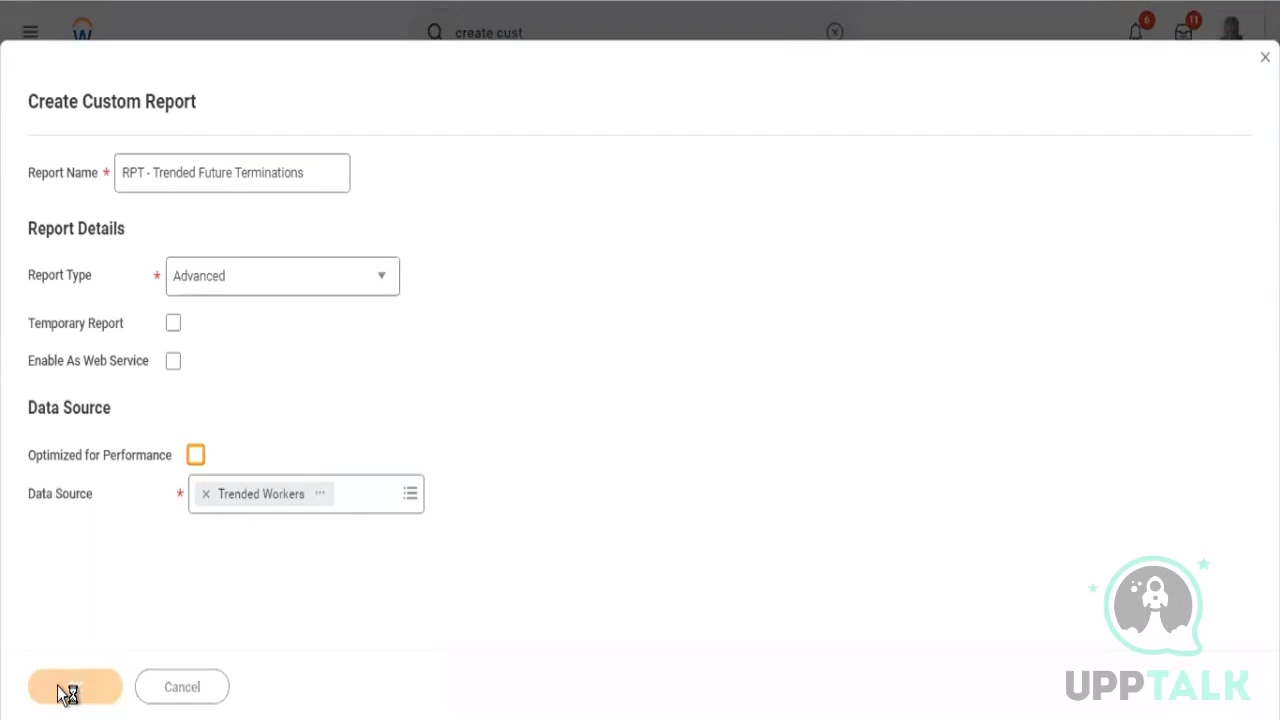 create cust
6
11
Create Custom Report
Report Name * RPT - Trended Future Terminations
Report Details
Report Type * Advanced
Temporary Report
Enable As Web Service
Data Source
Optimized for Performance
Data Source * Trended Workers
Cancel
UPPTALK